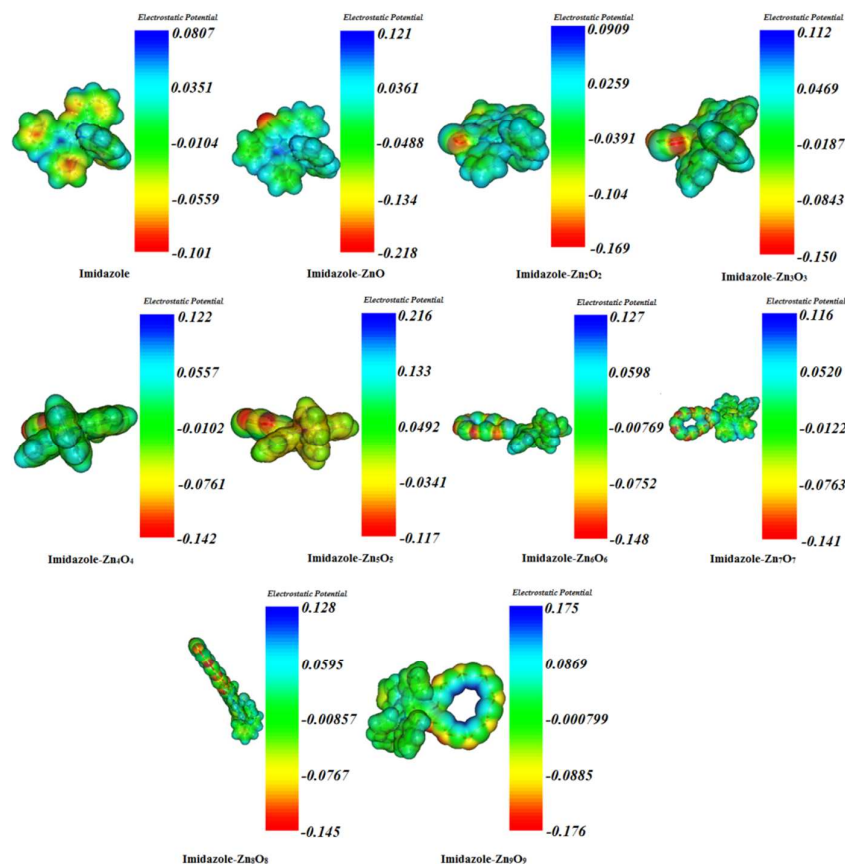 Electrostatic Potential
0.0807
0.0351
-0.0104
-0.0559
-0.101
Imidazole
Electrostatic Potential
0.121
0.0361
-0.0488
-0.134
-0.218
Imidazole-ZnO
Electrostatic Potential
0.0909
0.0259
-0.0391
-0.104
-0.169
Imidazole-Zn₂O₂
Electrostatic Potential
0.112
0.0469
-0.0187
-0.0843
-0.150
Imidazole-Zn₃O₃
Electrostatic Potential
0.122
0.0557
-0.0102
-0.0761
-0.142
Imidazole-Zn₄O₄
Electrostatic Potential
0.216
0.133
0.0492
-0.0341
-0.117
Imidazole-Zn₅O₅
Electrostatic Potential
0.127
0.0598
-0.00769
-0.0752
-0.148
Imidazole-Zn₆O₆
Electrostatic Potential
0.116
0.0520
-0.0122
-0.0763
-0.141
Imidazole-Zn₇O₇
Electrostatic Potential
0.128
0.0595
-0.00857
-0.0767
-0.145
Imidazole-Zn₈O₈
Electrostatic Potential
0.175
0.0869
-0.000799
-0.0885
-0.176
Imidazole-Zn₉O₉